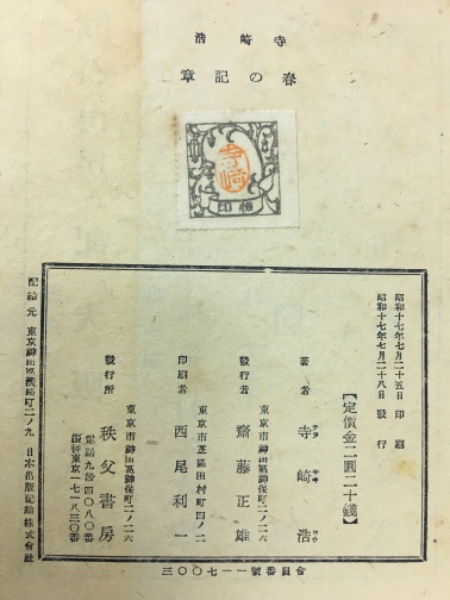 寺崎浩
春の記章
寺崎
檢印
昭和十七年七月二十五日印刷
昭和十七年七月二十八日發行
【定價金二圓二十錢】
著者 寺崎浩
東京市神田區神保町二ノ二六
發行者 齋藤正雄
東京市芝區田村町四ノ二
印刷者 西尾利一
東京市神田區神保町二ノ二六
發行所 秩父書房
電話九段四〇八〇番
振替東京一七一八三〇番
配給元 東京神田區淡路町二ノ九 日本出版配給株式會社
三〇〇七一一號番員會